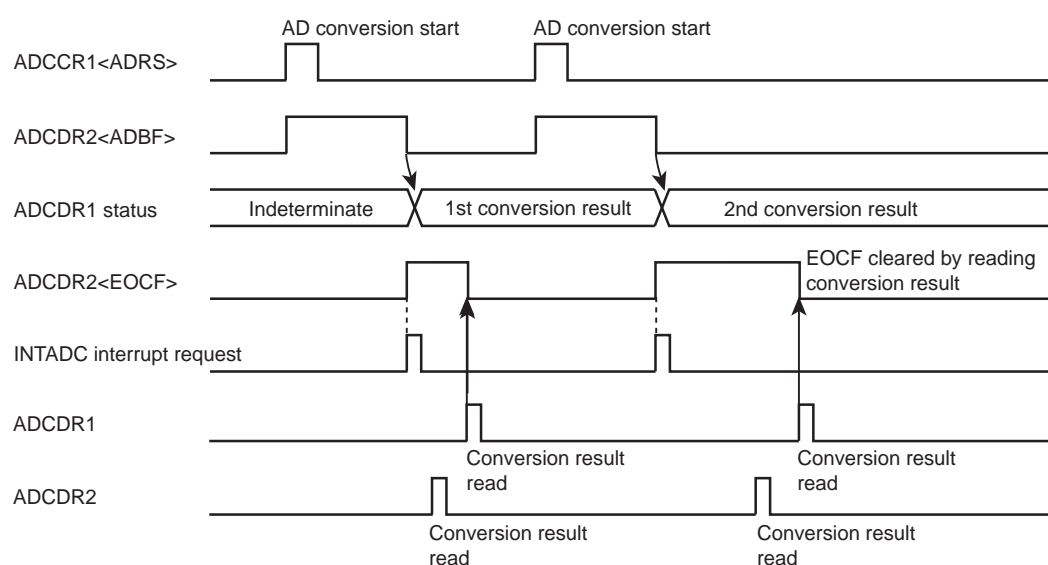 AD conversion start
AD conversion start
ADCCR1<ADRS>
ADCDR2<ADBF>
ADCDR1 status
Indeterminate
1st conversion result
2nd conversion result
EOCF cleared by reading
conversion result
ADCDR2<EOCF>
INTADC interrupt request
ADCDR1
Conversion result
read
Conversion result
read
ADCDR2
Conversion result
read
Conversion result
read